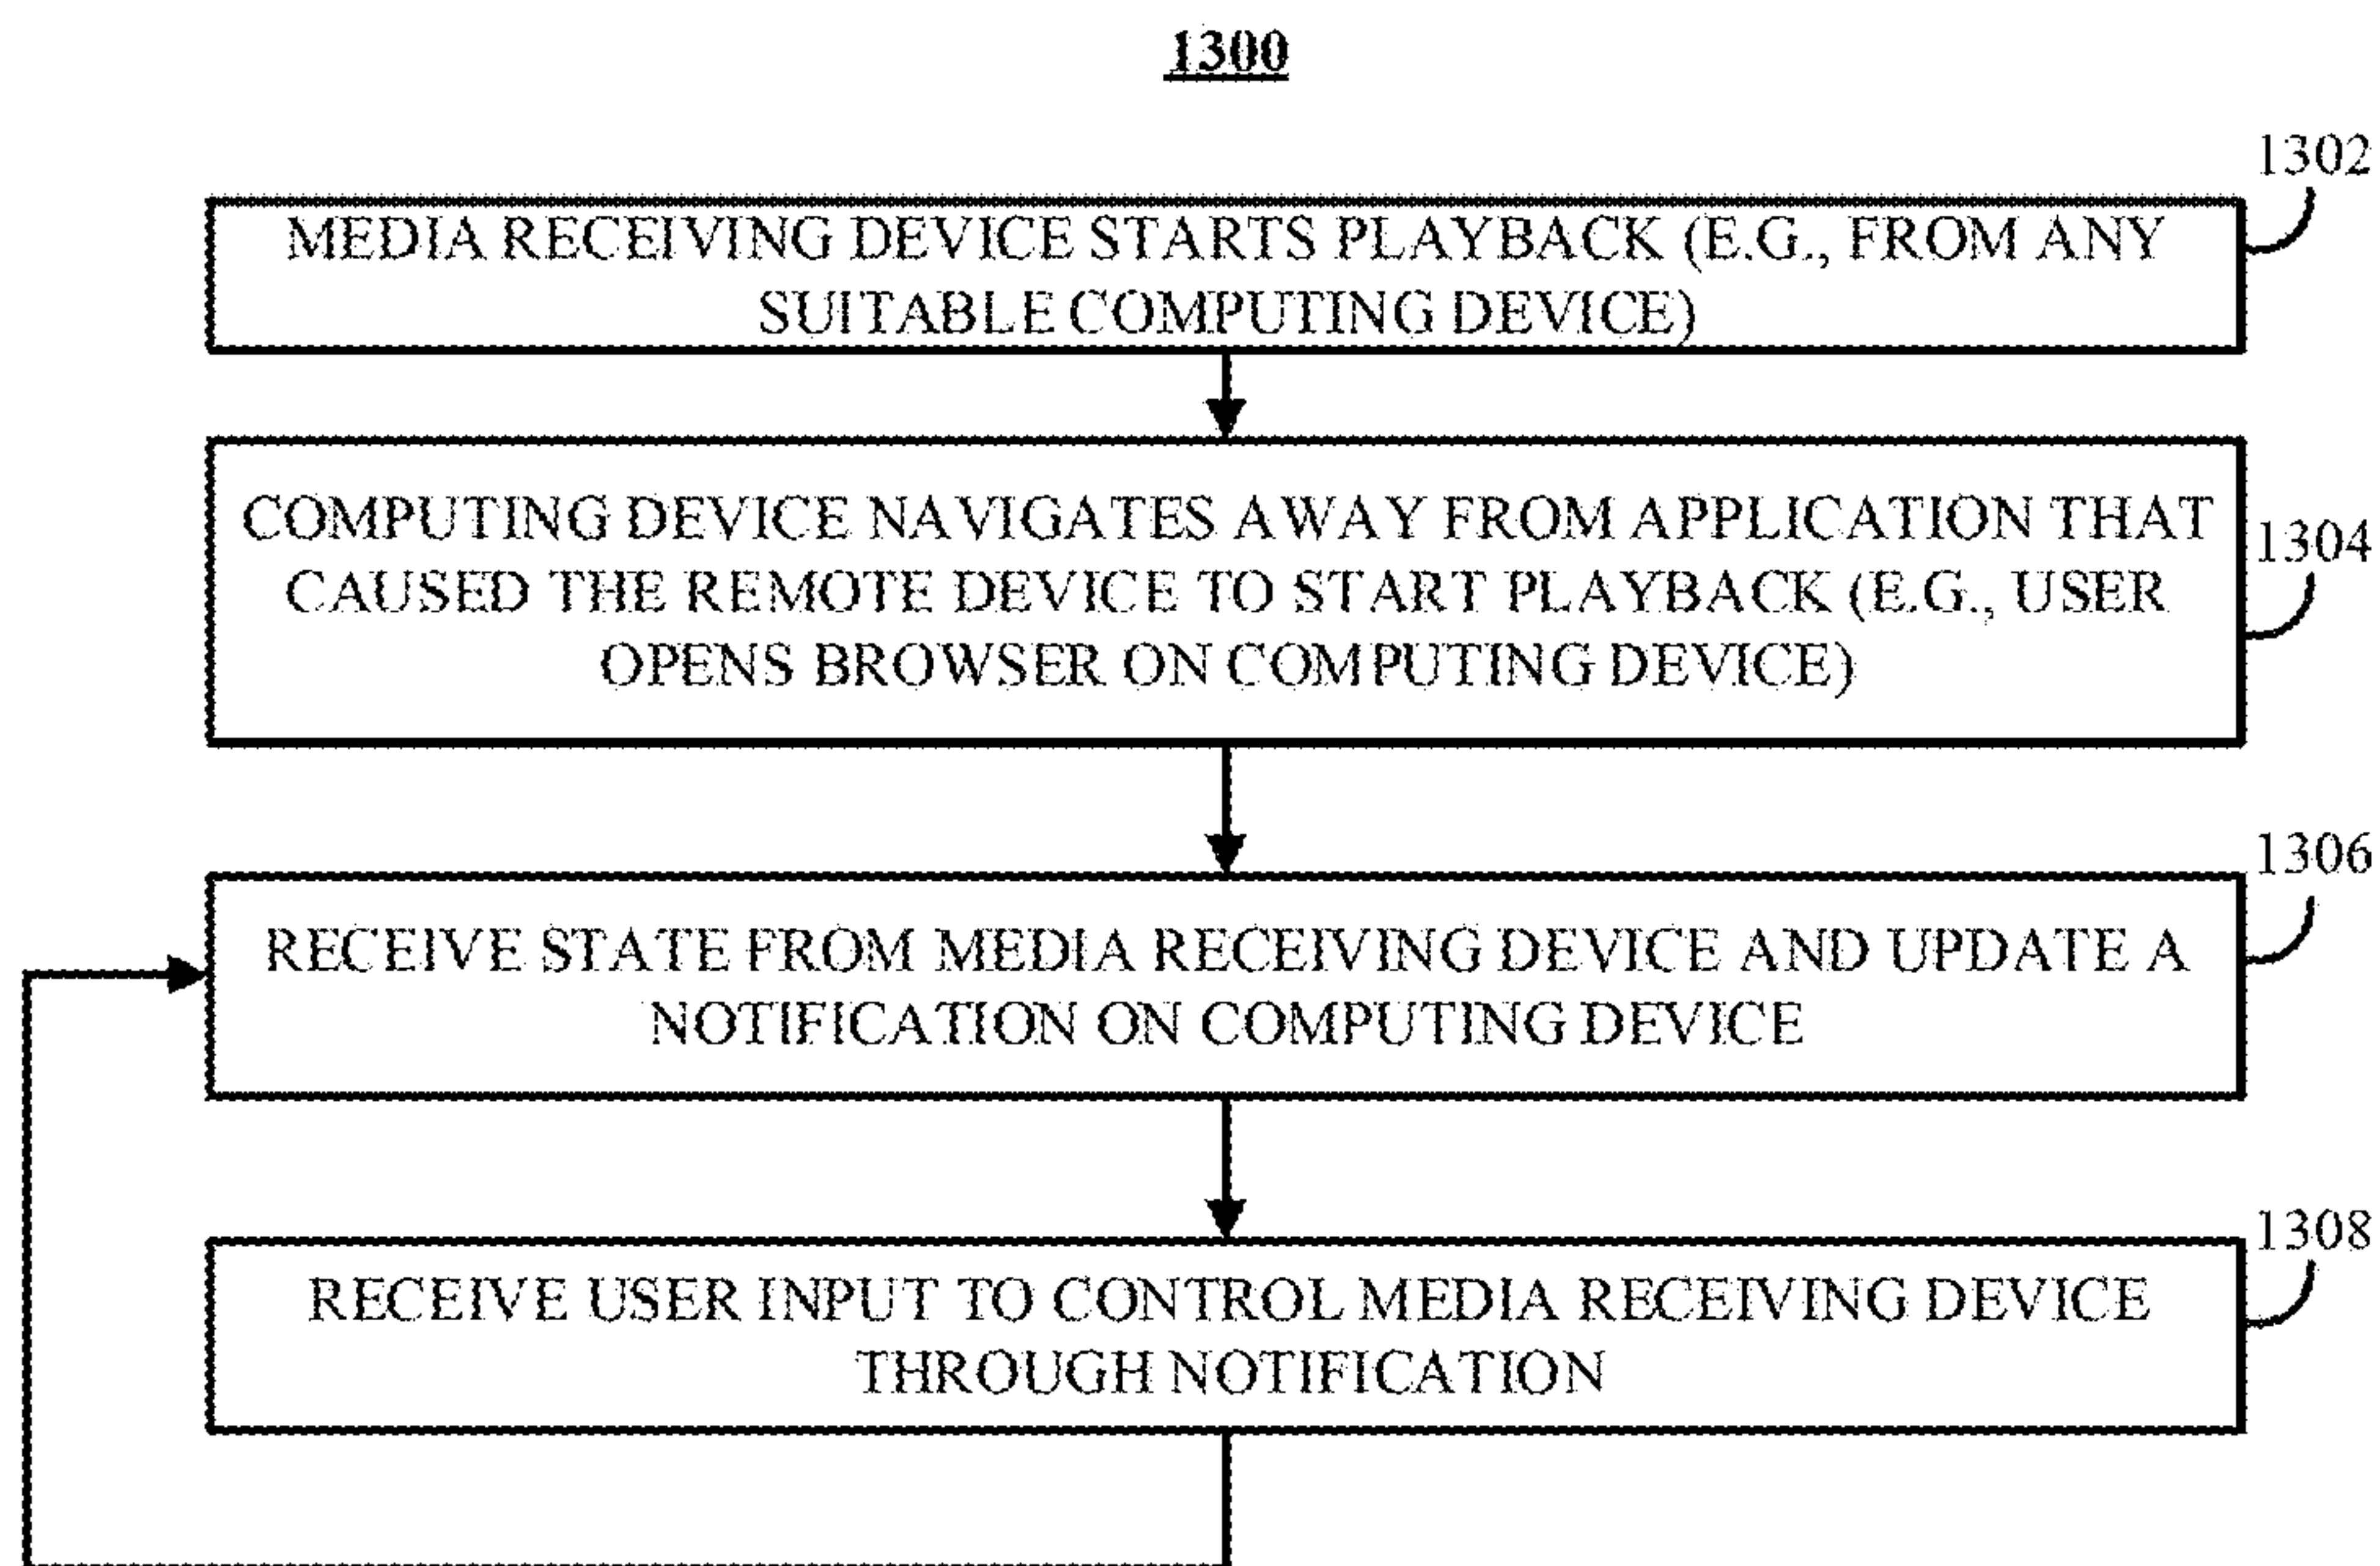 1300
1302
MEDIA RECEIVING DEVICE STARTS PLAYBACK (E.G., FROM ANY
SUITABLE COMPUTING DEVICE)
COMPUTING DEVICE NAVIGATES AWAY FROM APPLICATION THAT
1304
CAUSED THE REMOTE DEVICE TO START PLAYBACK (E.G., USER
OPENS BROWSER ON COMPUTING DEVICE)
1306
RECEIVE STATE FROM MEDIA RECEIVING DEVICE AND UPDATE A
NOTIFICATION ON COMPUTING DEVICE
1308
RECEIVE USER INPUT TO CONTROL MEDIA RECEIVING DEVICE
THROUGH NOTIFICATION